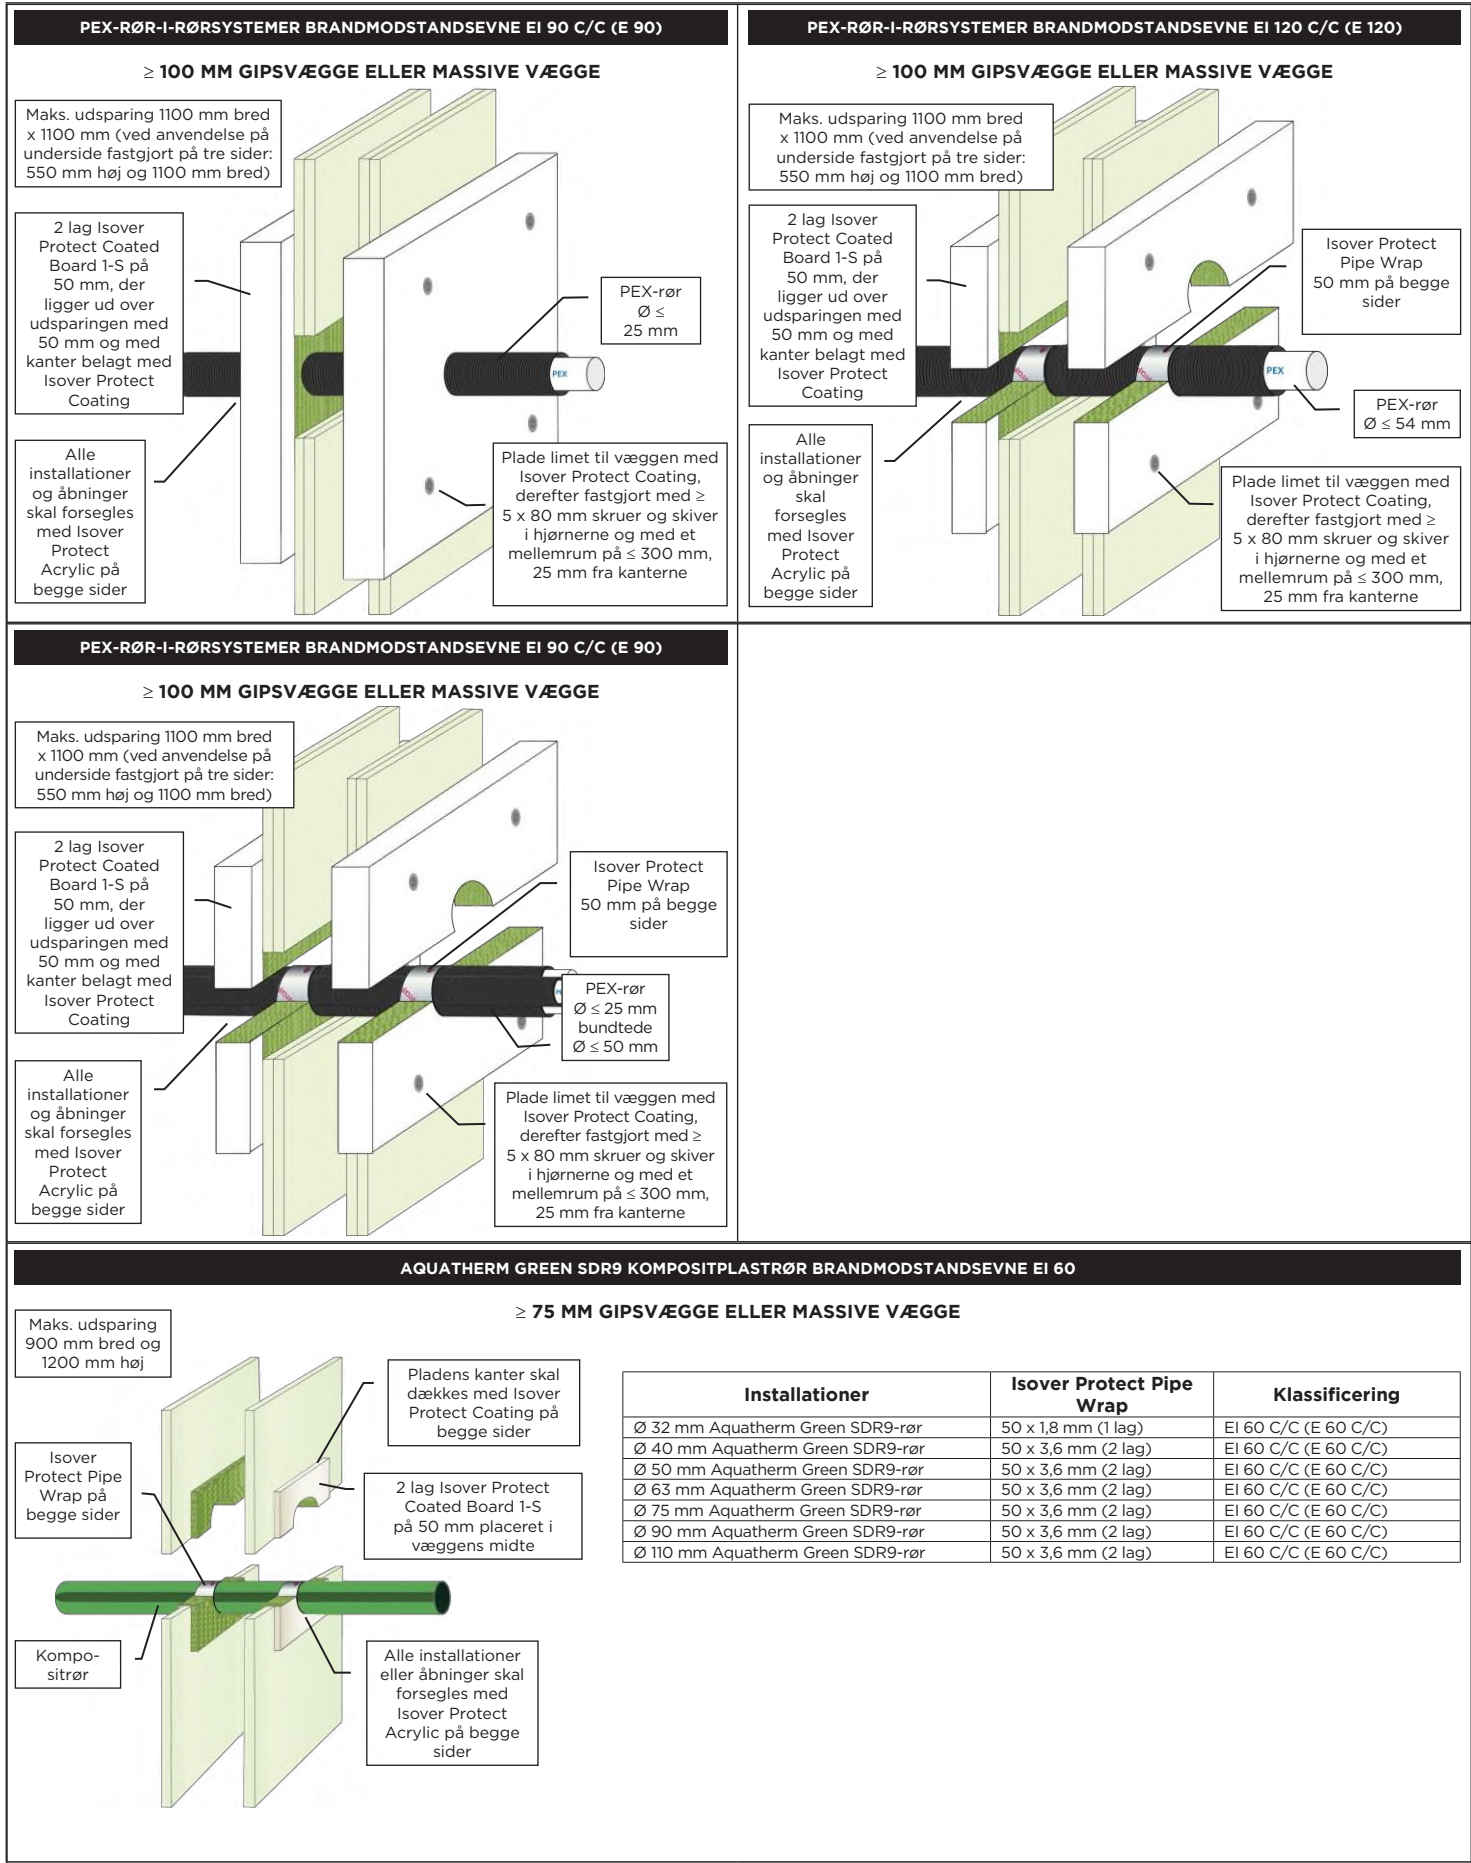 PEX-RØR-I-RØRSYSTEMER BRANDMODSTANDSEVNE EI 90 C/C (E 90)
≥ 100 MM GIPSVÆGGE ELLER MASSIVE VÆGGE
Maks. udsparing 1100 mm bred
x 1100 mm (ved anvendelse på
underside fastgjort på tre sider:
550 mm høj og 1100 mm bred)
2 lag Isover
Protect Coated
Board 1-S på
50 mm, der
ligger ud over
udsparingen med
50 mm og med
kanter belagt med
Isover Protect
Coating
PEX-rør
Ø ≤
25 mm
PEX
Alle
installationer
og åbninger
skal forsegles
med Isover
Protect
Acrylic på
begge sider
Plade limet til væggen med
Isover Protect Coating,
derefter fastgjort med ≥
5 x 80 mm skruer og skiver
i hjørnerne og med et
mellemrum på ≤ 300 mm,
25 mm fra kanterne
PEX-RØR-I-RØRSYSTEMER BRANDMODSTANDSEVNE EI 120 C/C (E 120)
≥ 100 MM GIPSVÆGGE ELLER MASSIVE VÆGGE
Maks. udsparing 1100 mm bred
x 1100 mm (ved anvendelse på
underside fastgjort på tre sider:
550 mm høj og 1100 mm bred)
2 lag Isover
Protect Coated
Board 1-S på
50 mm, der
ligger ud over
udsparingen med
50 mm og med
kanter belagt med
Isover Protect
Coating
Isover Protect
Pipe Wrap
50 mm på begge
sider
PEX
PEX-rør
Ø ≤ 54 mm
Alle
installationer
og åbninger
skal
forsegles
med Isover
Protect
Acrylic på
begge sider
Plade limet til væggen med
Isover Protect Coating,
derefter fastgjort med ≥
5 x 80 mm skruer og skiver
i hjørnerne og med et
mellemrum på ≤ 300 mm,
25 mm fra kanterne
PEX-RØR-I-RØRSYSTEMER BRANDMODSTANDSEVNE EI 90 C/C (E 90)
≥ 100 MM GIPSVÆGGE ELLER MASSIVE VÆGGE
Maks. udsparing 1100 mm bred
x 1100 mm (ved anvendelse på
underside fastgjort på tre sider:
550 mm høj og 1100 mm bred)
2 lag Isover
Protect Coated
Board 1-S på
50 mm, der
ligger ud over
udsparingen med
50 mm og med
kanter belagt med
Isover Protect
Coating
Isover Protect
Pipe Wrap
50 mm på begge
sider
PEX-rør
Ø ≤ 25 mm
bundtede
Ø ≤ 50 mm
Alle
installationer
og åbninger
skal forsegles
med Isover
Protect
Acrylic på
begge sider
Plade limet til væggen med
Isover Protect Coating,
derefter fastgjort med ≥
5 x 80 mm skruer og skiver
i hjørnerne og med et
mellemrum på ≤ 300 mm,
25 mm fra kanterne
AQUATHERM GREEN SDR9 KOMPOSITPLASTRØR BRANDMODSTANDSEVNE EI 60
≥ 75 MM GIPSVÆGGE ELLER MASSIVE VÆGGE
Maks. udsparing
900 mm bred og
1200 mm høj
Pladens kanter skal
dækkes med Isover
Protect Coating på
begge sider
Isover
Protect Pipe
Wrap på
begge sider
2 lag Isover Protect
Coated Board 1-S
på 50 mm placeret i
væggens midte
Kompo-
sitrør
Alle installationer
eller åbninger skal
forsegles med
Isover Protect
Acrylic på begge
sider
Installationer Isover Protect Pipe Wrap Klassificering
Ø 32 mm Aquatherm Green SDR9-rør 50 x 1,8 mm (1 lag) EI 60 C/C (E 60 C/C)
Ø 40 mm Aquatherm Green SDR9-rør 50 x 3,6 mm (2 lag) EI 60 C/C (E 60 C/C)
Ø 50 mm Aquatherm Green SDR9-rør 50 x 3,6 mm (2 lag) EI 60 C/C (E 60 C/C)
Ø 63 mm Aquatherm Green SDR9-rør 50 x 3,6 mm (2 lag) EI 60 C/C (E 60 C/C)
Ø 75 mm Aquatherm Green SDR9-rør 50 x 3,6 mm (2 lag) EI 60 C/C (E 60 C/C)
Ø 90 mm Aquatherm Green SDR9-rør 50 x 3,6 mm (2 lag) EI 60 C/C (E 60 C/C)
Ø 110 mm Aquatherm Green SDR9-rør 50 x 3,6 mm (2 lag) EI 60 C/C (E 60 C/C)